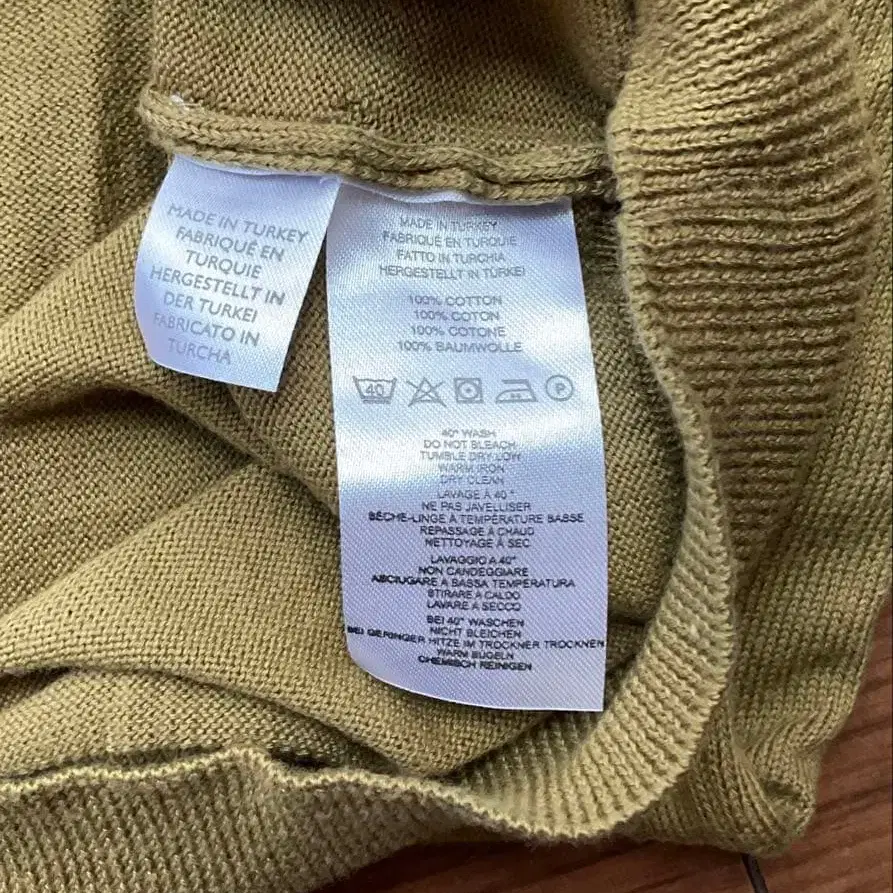 MADE IN TURKEY
FABRIQUÉ EN
TURQUIE
HERGESTELLT IN
DER TURKEI
FABRICATO IN
TURCHA
MADE IN TURKEY
FABRIQUE EN TURQUIE
FATTO IN TURCHIA
HERGESTELLT IN TURKEI
100% COTTON
100% COTON
100% COTONE
100% BAUMWOLLE
40
P
40° WASH
DO NOT BLEACH
TUMBLE DRY LOW
WARM IRON
DRY CLEAN
LAVAGE À 40°
NE PAS JAVELLISER
SÈCHE-LINGE À TEMPÉRATURE BASSE
REPASSAGE À CHAUD
NETTOYAGE À SEC
LAVAGGIO A 40°
NON CANDEGGIARE
ASCIUGARE A BASSA TEMPERATURA
STIRARE A CALDO
LAVARE A SECCO
BEI 40° WASCHEN
NICHT BLEICHEN
BEI GERINGER HITZE IM TROCKNER TROCKNEN
WARM BÜGELN
CHEMISCH REINIGEN